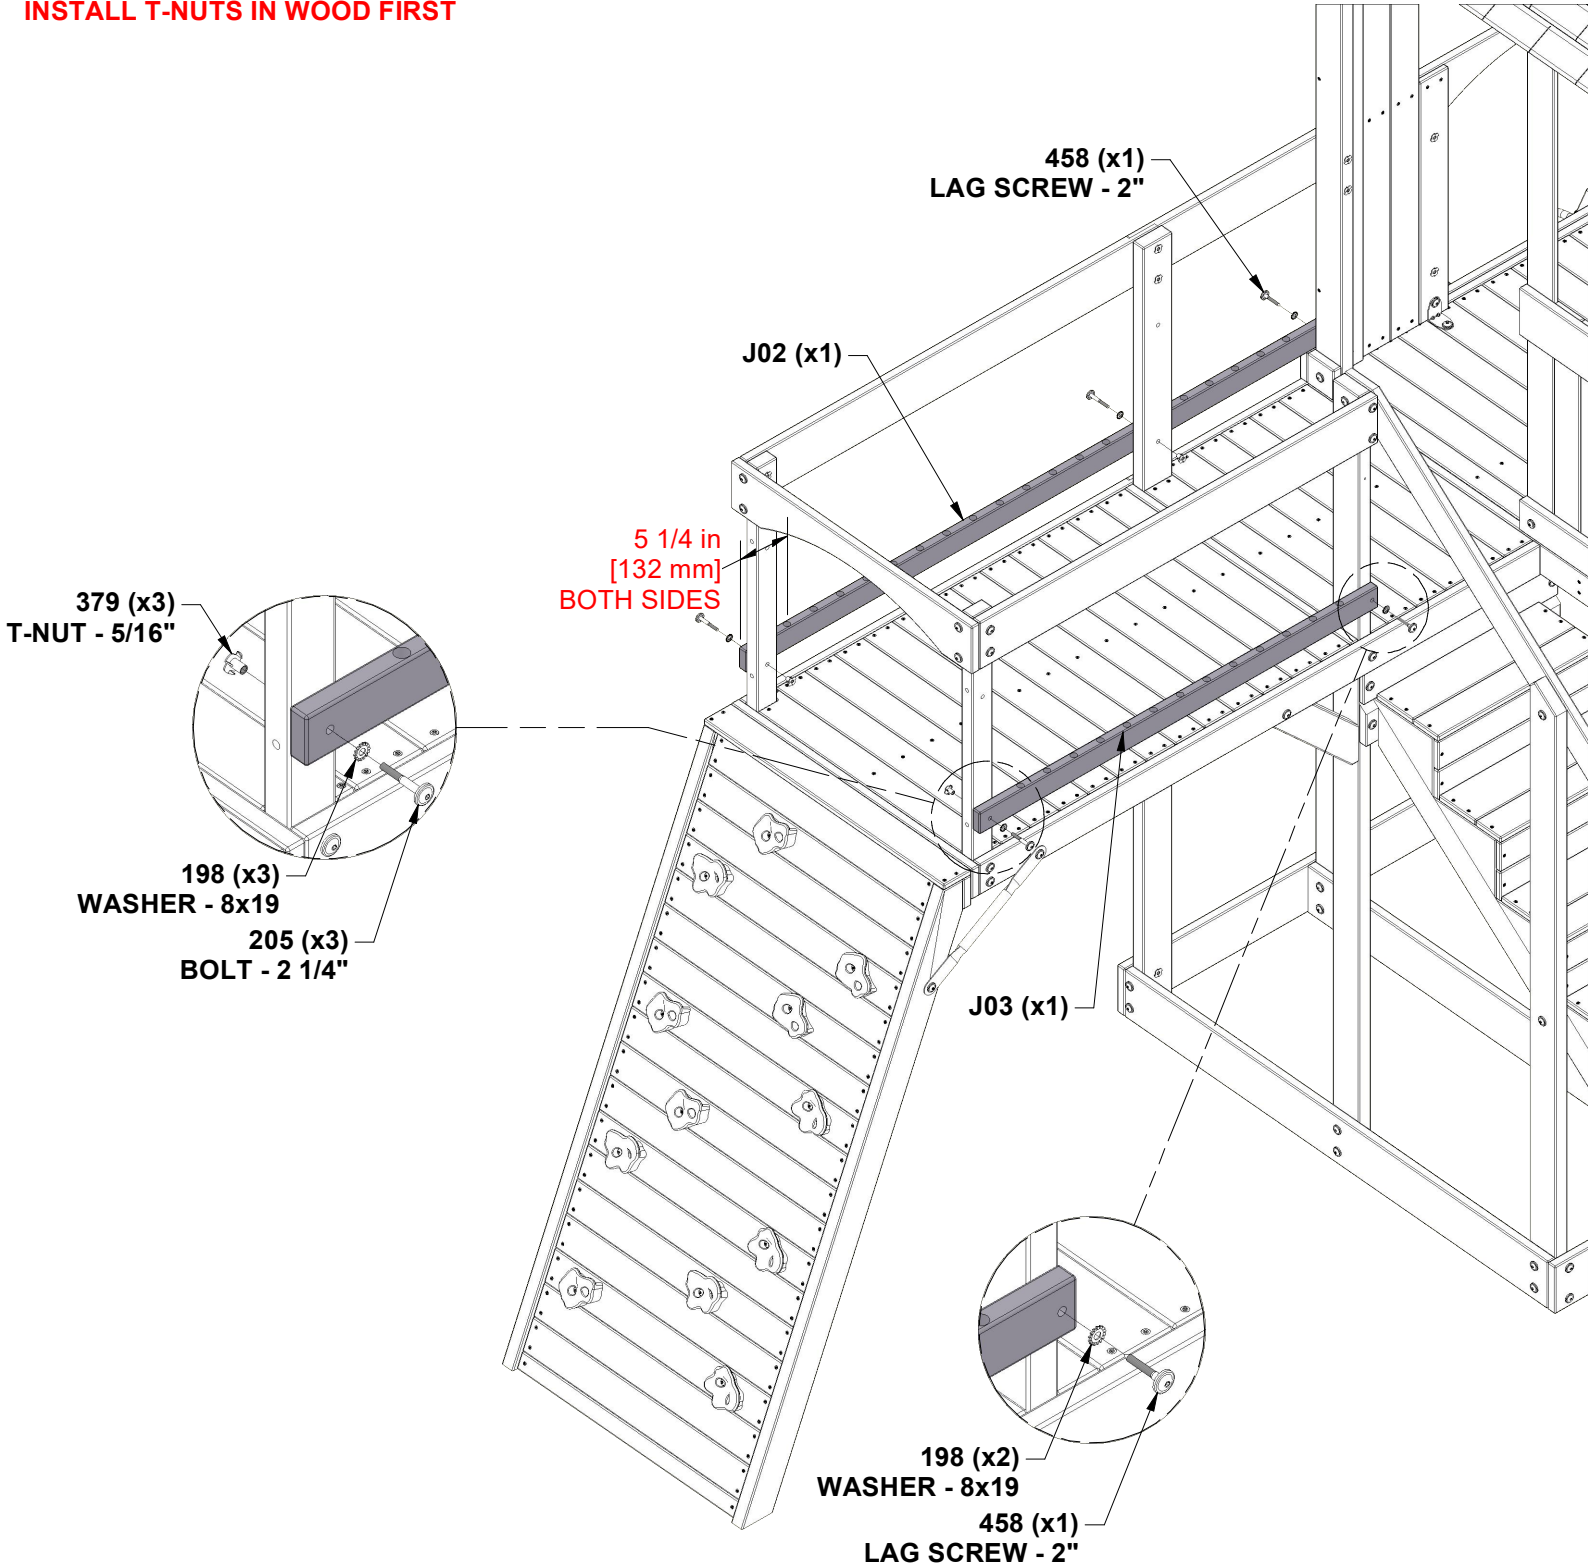 INSTALL T-NUTS IN WOOD FIRST
458 (x1)
LAG SCREW - 2"
J02 (x1)
5 1/4 in
[132 mm]
BOTH SIDES
379 (x3)
T-NUT - 5/16"
198 (x3)
WASHER - 8x19
205 (x3)
BOLT - 2 1/4"
J03 (x1)
198 (x2)
WASHER - 8x19
458 (x1)
LAG SCREW - 2"